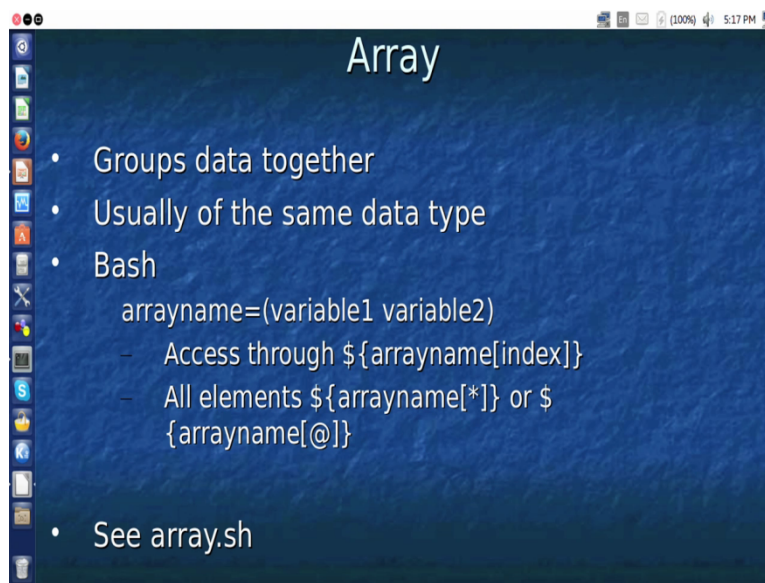 En (100%) 5:17 PM
Array
• Groups data together
• Usually of the same data type
• Bash
arrayname=(variable1 variable2)
– Access through ${arrayname[index]}
– All elements ${arrayname[*]} or $
{arrayname[@]}
• See array.sh